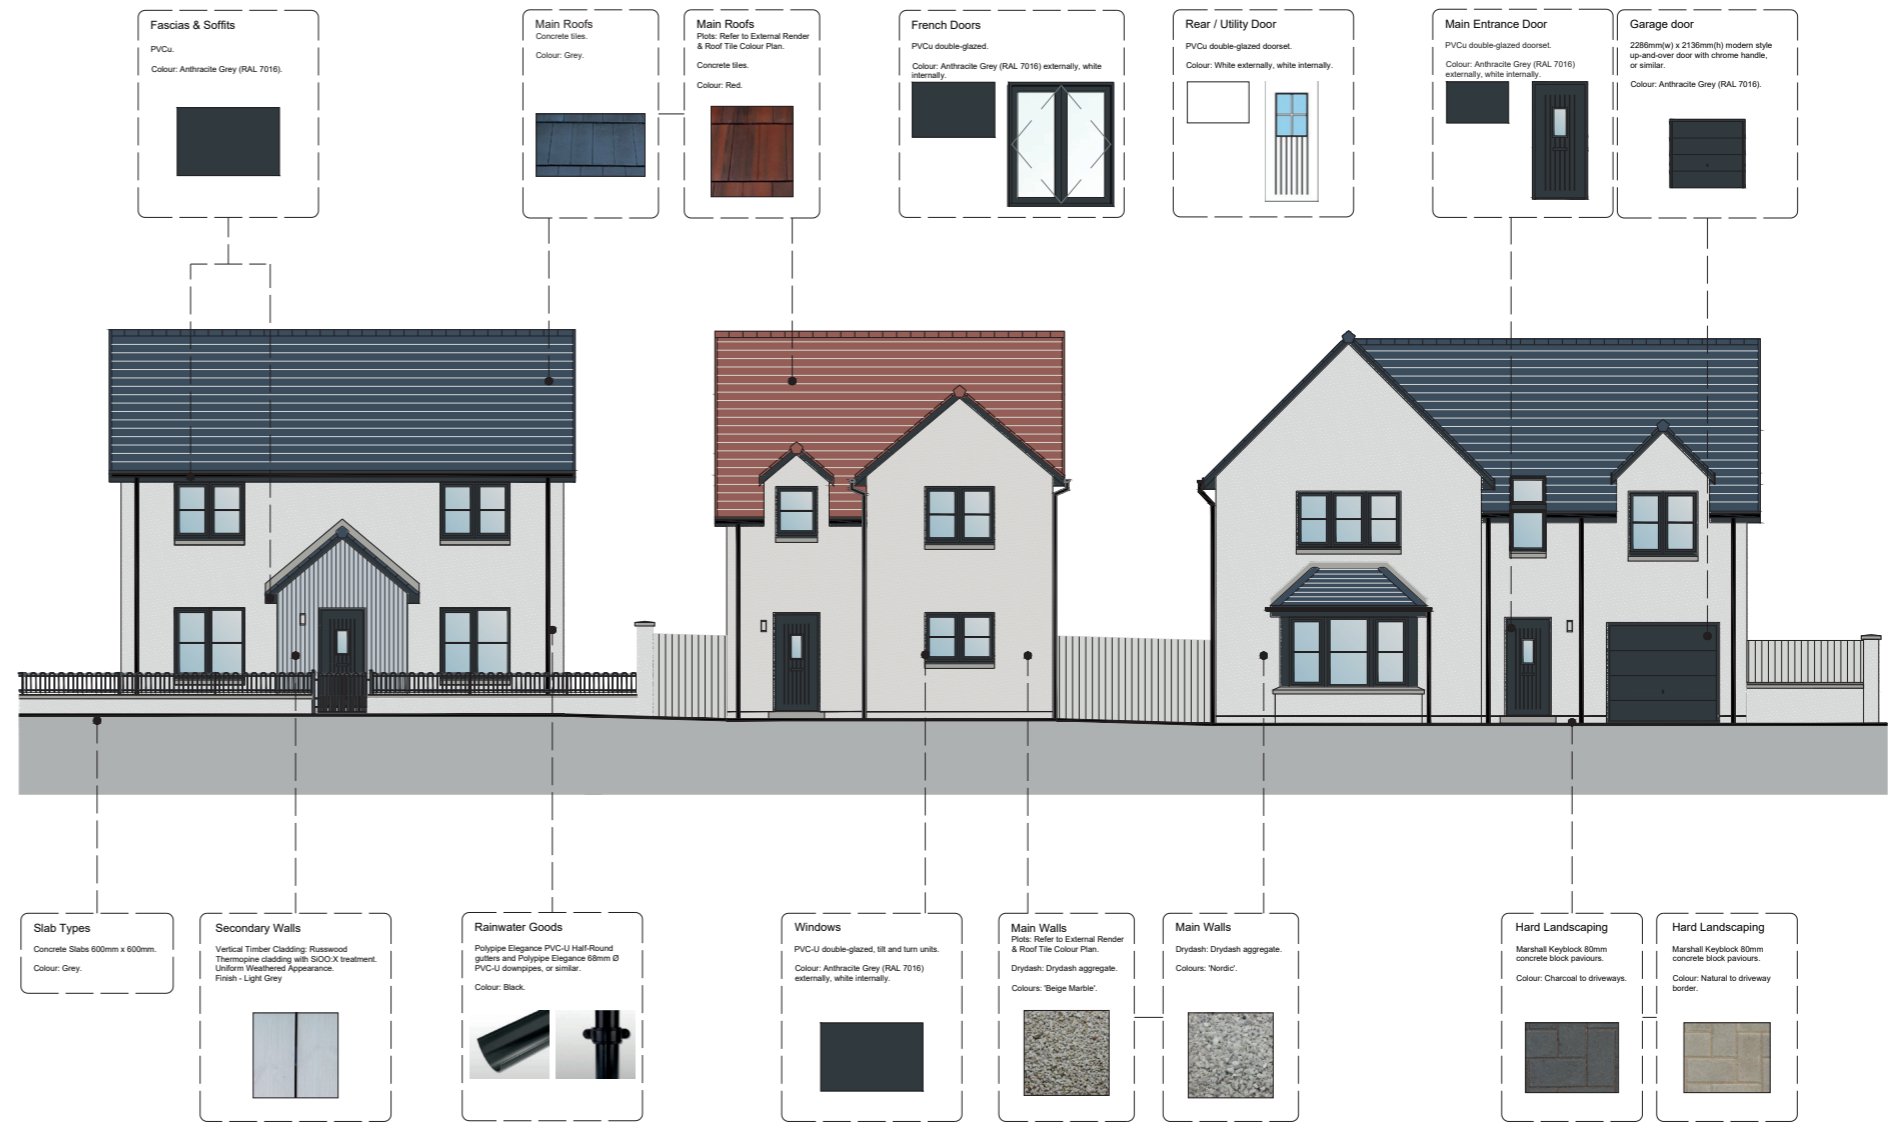 Fascias & Soffits
PVCu.
Colour: Anthracite Grey (RAL 7016).
Main Roofs
Concrete tiles.
Colour: Grey.
Main Roofs
Plots: Refer to External Render
& Roof Tile Colour Plan.
Concrete tiles.
Colour: Red.
French Doors
PVCu double-glazed.
Colour: Anthracite Grey (RAL 7016) externally, white
internally.
Rear / Utility Door
PVCu double-glazed doorset.
Colour: White externally, white internally.
Main Entrance Door
PVCu double-glazed doorset.
Colour: Anthracite Grey (RAL 7016)
externally, white internally.
Garage door
2286mm(w) x 2136mm(h) modern style
up-and-over door with chrome handle,
or similar.
Colour: Anthracite Grey (RAL 7016).
Slab Types
Concrete Slabs 600mm x 600mm.
Colour: Grey.
Secondary Walls
Vertical Timber Cladding: Russwood
Thermopine cladding with SiOO:X treatment.
Uniform Weathered Appearance.
Finish - Light Grey
Rainwater Goods
Polypipe Elegance PVC-U Half-Round
gutters and Polypipe Elegance 68mm Ø
PVC-U downpipes, or similar.
Colour: Black.
Windows
PVC-U double-glazed, tilt and turn units.
Colour: Anthracite Grey (RAL 7016)
externally, white internally.
Main Walls
Plots: Refer to External Render
& Roof Tile Colour Plan.
Drydash: Drydash aggregate.
Colours: 'Beige Marble'.
Main Walls
Drydash: Drydash aggregate.
Colours: 'Nordic'.
Hard Landscaping
Marshall Keyblock 80mm
concrete block paviours.
Colour: Charcoal to driveways.
Hard Landscaping
Marshall Keyblock 80mm
concrete block paviours.
Colour: Natural to driveway
border.